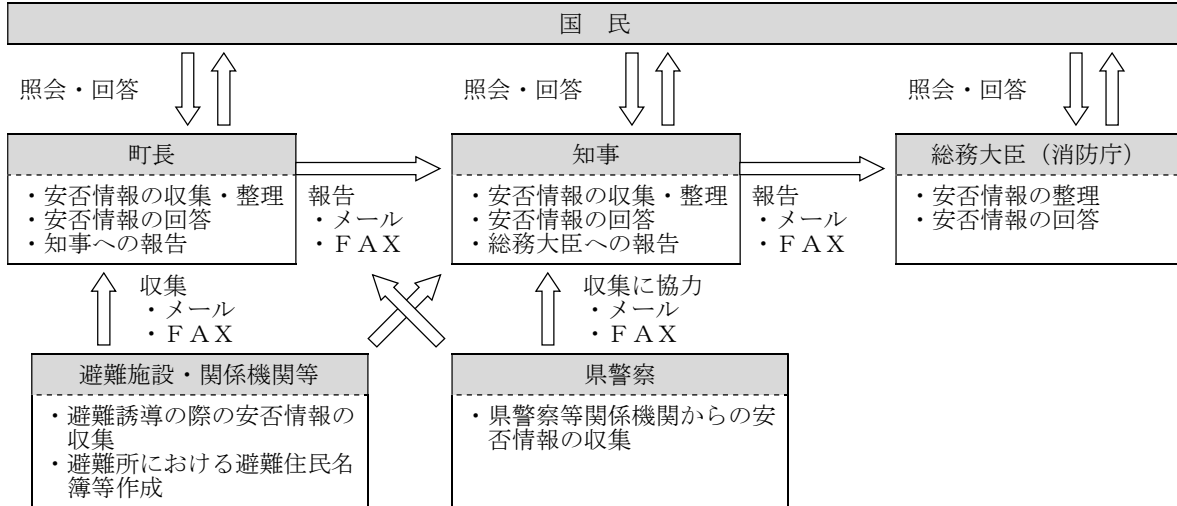 国　民
照会・回答
照会・回答
照会・回答
町長
・安否情報の収集・整理
・安否情報の回答
・知事への報告
報告
・メール
・ＦＡＸ
知事
・安否情報の収集・整理
・安否情報の回答
・総務大臣への報告
報告
・メール
・ＦＡＸ
総務大臣（消防庁）
・安否情報の整理
・安否情報の回答
収集
・メール
・ＦＡＸ
収集に協力
・メール
・ＦＡＸ
避難施設・関係機関等
・避難誘導の際の安否情報の
収集
・避難所における避難住民名
簿等作成
県警察
・県警察等関係機関からの安
否情報の収集